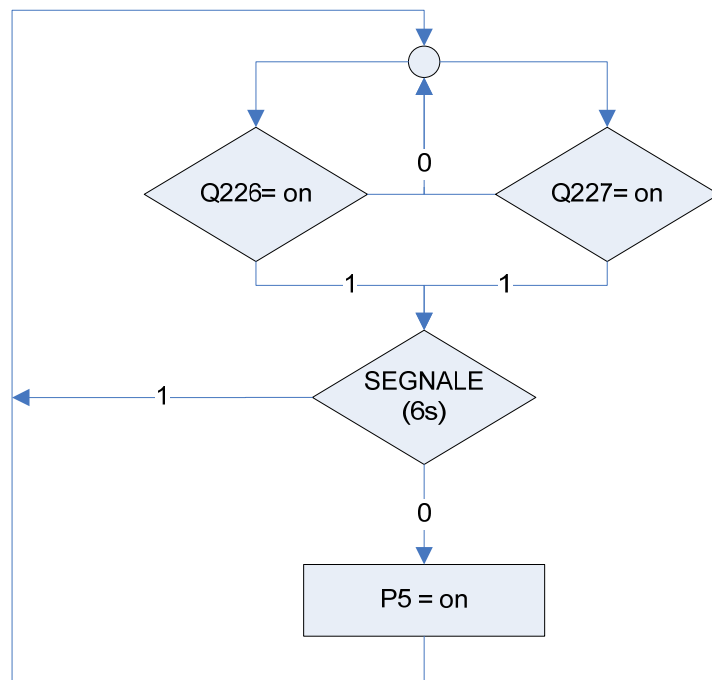 0
Q226= on
Q227= on
1
1
SEGNALE
(6s)
1
0
P5 = on